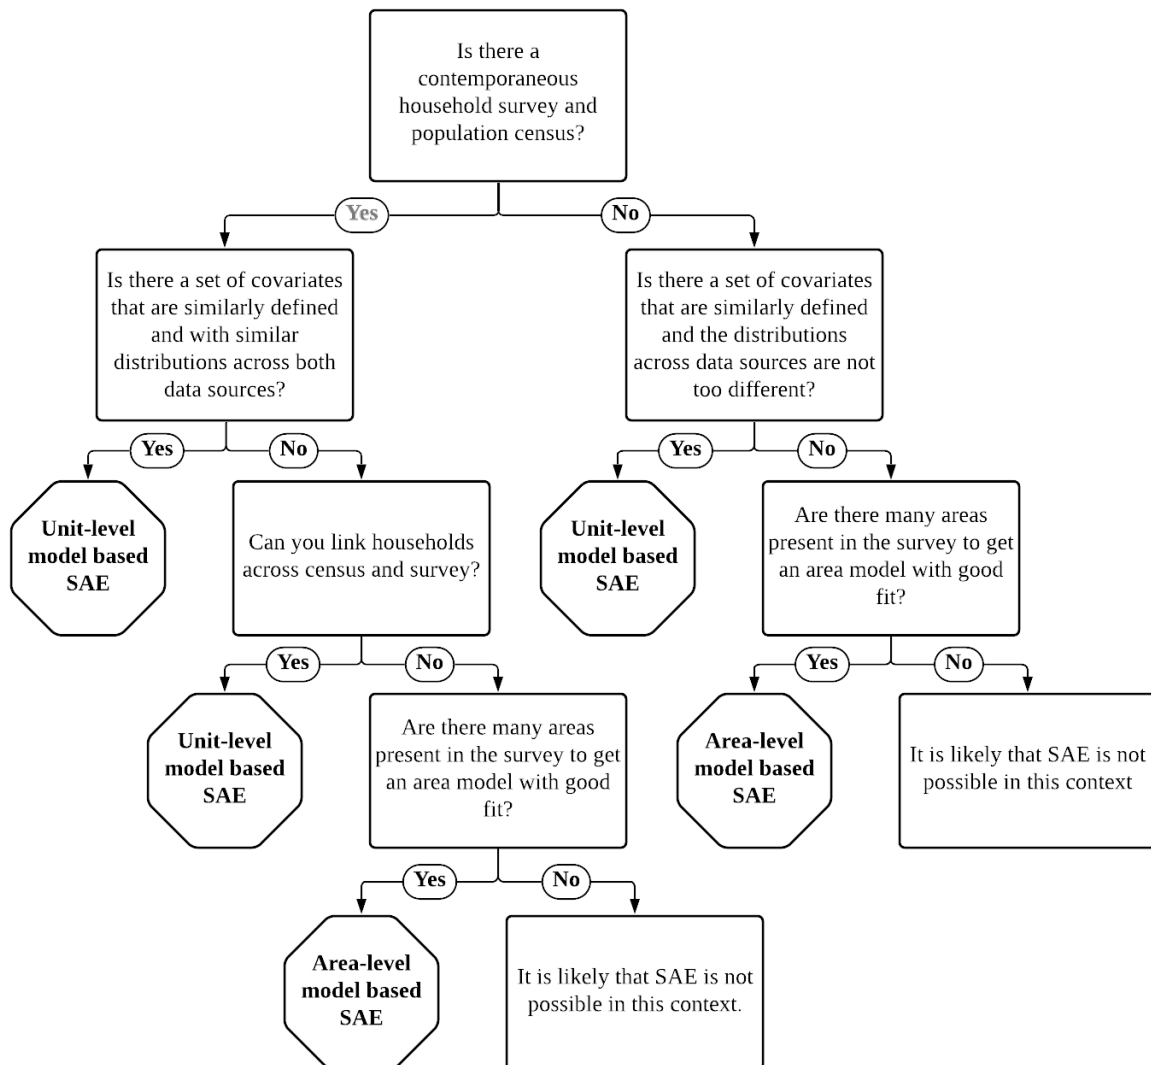 Is there a
contemporaneous
household survey and
population census?
Yes
No
Is there a set of covariates
that are similarly defined
and with similar
distributions across both
data sources?
Is there a set of covariates
that are similarly defined
and the distributions
across data sources are not
too different?
Yes
No
Yes
No
Unit-level
model based
SAE
Can you link households
across census and survey?
Unit-level
model based
SAE
Are there many areas
present in the survey to get
an area model with good
fit?
Yes
No
Yes
No
Unit-level
model based
SAE
Are there many areas
present in the survey to get
an area model with good
fit?
Area-level
model based
SAE
It is likely that SAE is not
possible in this context
Yes
No
Area-level
model based
SAE
It is likely that SAE is not
possible in this context.